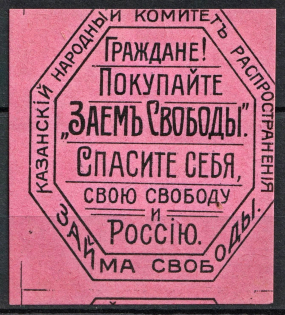 КАЗАНСКІЙ НАРОДНЫЙ КОМИТЕТЪ РАСПРОСТРАНЕНІЯ
ГРАЖДАНЕ!
ПОКУПАЙТЕ
„ЗАЕМЪ СВОБОДЫ".
СПАСИТЕ СЕБЯ,
СВОЮ СВОБОДУ
И
РОССІЮ.
ЗАЙМА СВОБОДЫ.